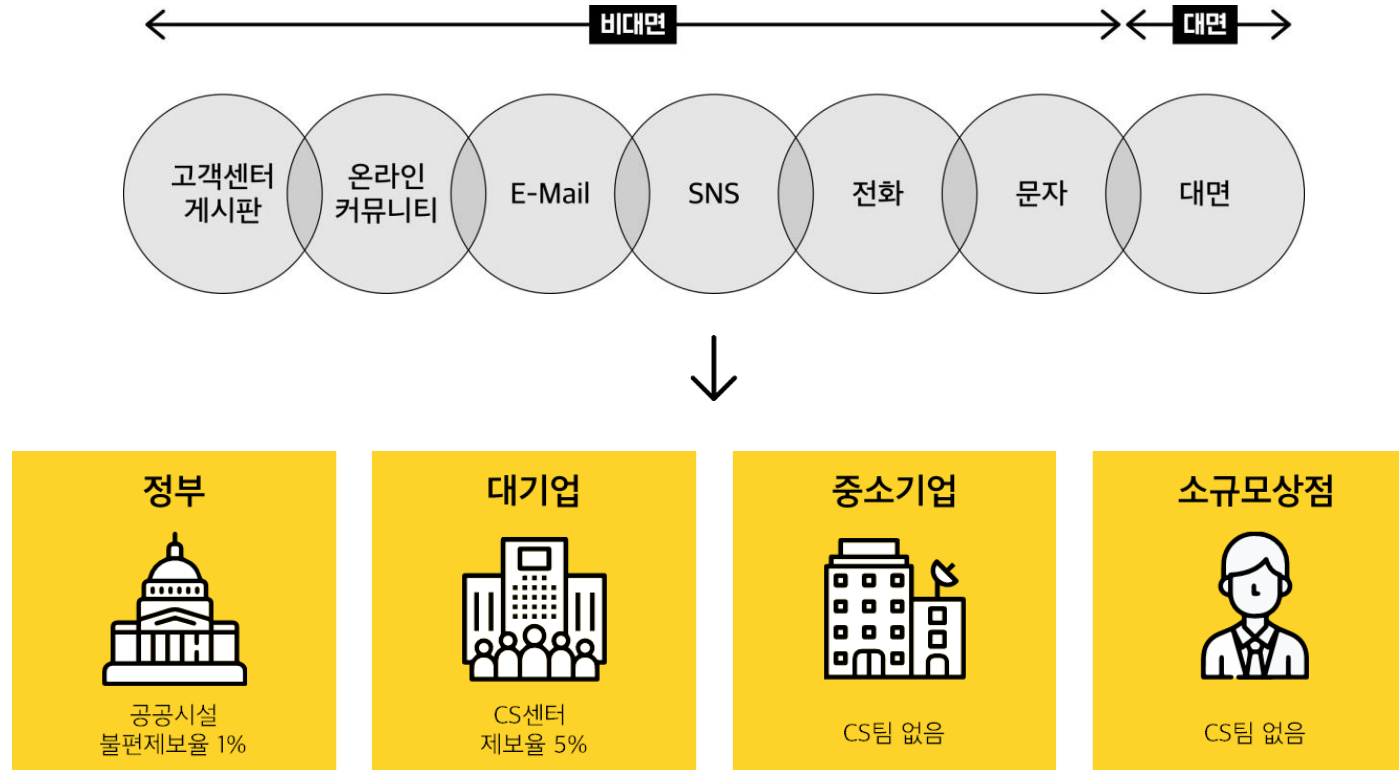 비대면
대면
고객센터
게시판
온라인
커뮤니티
E-Mail
SNS
전화
문자
대면
정부
공공시설
불편제보율 1%
대기업
CS센터
제보율 5%
중소기업
CS팀 없음
소규모상점
CS팀 없음